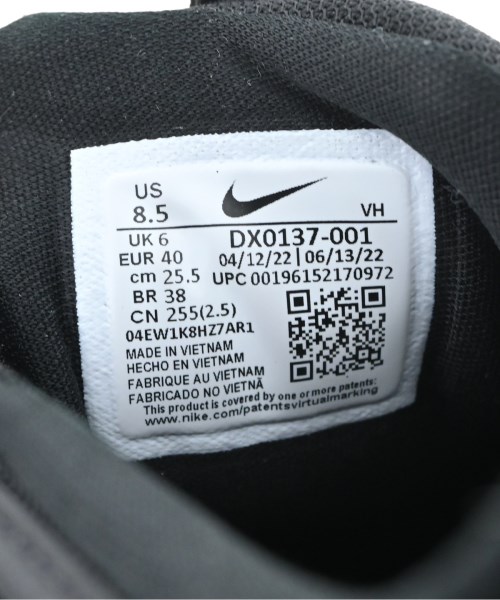 US
8.5
VH
UK 6
DX0137-001
EUR 40
04/12/22 | 06/13/22
cm 25.5
UPC 00196152170972
BR 38
CN 255(2.5)
04EW1K8HZ7AR1
MADE IN VIETNAM
HECHO EN VIETNAM
FABRIQUE AU VIETNAM
FABRICADO NO VIETNÃ
This product is covered by one or more patents:
www.nike.com/patentsvirtualmarking